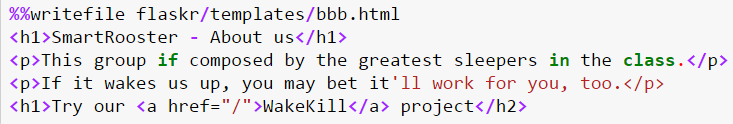 %%writefile flaskr/templates/bbb.html
<h1>SmartRooster - About us</h1>
<p>This group if composed by the greatest sleepers in the class.</p>
<p>If it wakes us up, you may bet it'll work for you, too.</p>
<h1>Try our <a href="/">WakeKill</a> project</h2>